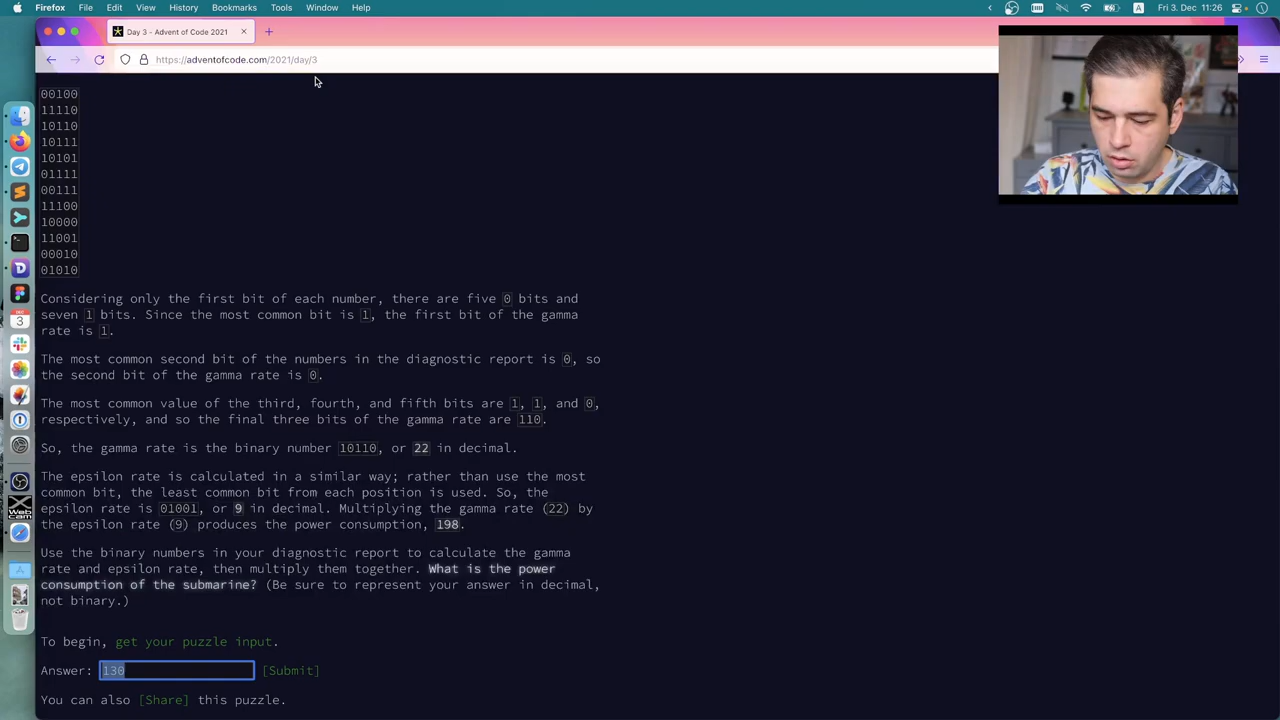 Firefox File Edit View History Bookmarks Tools Window Help
A Fri 3. Dec 11:26
Day 3 - Advent of Code 2021
https://adventofcode.com/2021/day/3
00100
11110
10110
10111
10101
01111
00111
11100
10000
11001
00010
01010
Considering only the first bit of each number, there are five 0 bits and
seven 1 bits. Since the most common bit is 1, the first bit of the gamma
rate is 1.
The most common second bit of the numbers in the diagnostic report is 0, so
the second bit of the gamma rate is 0.
The most common value of the third, fourth, and fifth bits are 1, 1, and 0,
respectively, and so the final three bits of the gamma rate are 110.
So, the gamma rate is the binary number 10110, or 22 in decimal.
The epsilon rate is calculated in a similar way; rather than use the most
common bit, the least common bit from each position is used. So, the
epsilon rate is 01001, or 9 in decimal. Multiplying the gamma rate (22) by
the epsilon rate (9) produces the power consumption, 198.
Use the binary numbers in your diagnostic report to calculate the gamma
rate and epsilon rate, then multiply them together. What is the power
consumption of the submarine? (Be sure to represent your answer in decimal,
not binary.)
To begin, get your puzzle input.
Answer: 130 [Submit]
You can also [Share] this puzzle.
DEC
3
Webcam